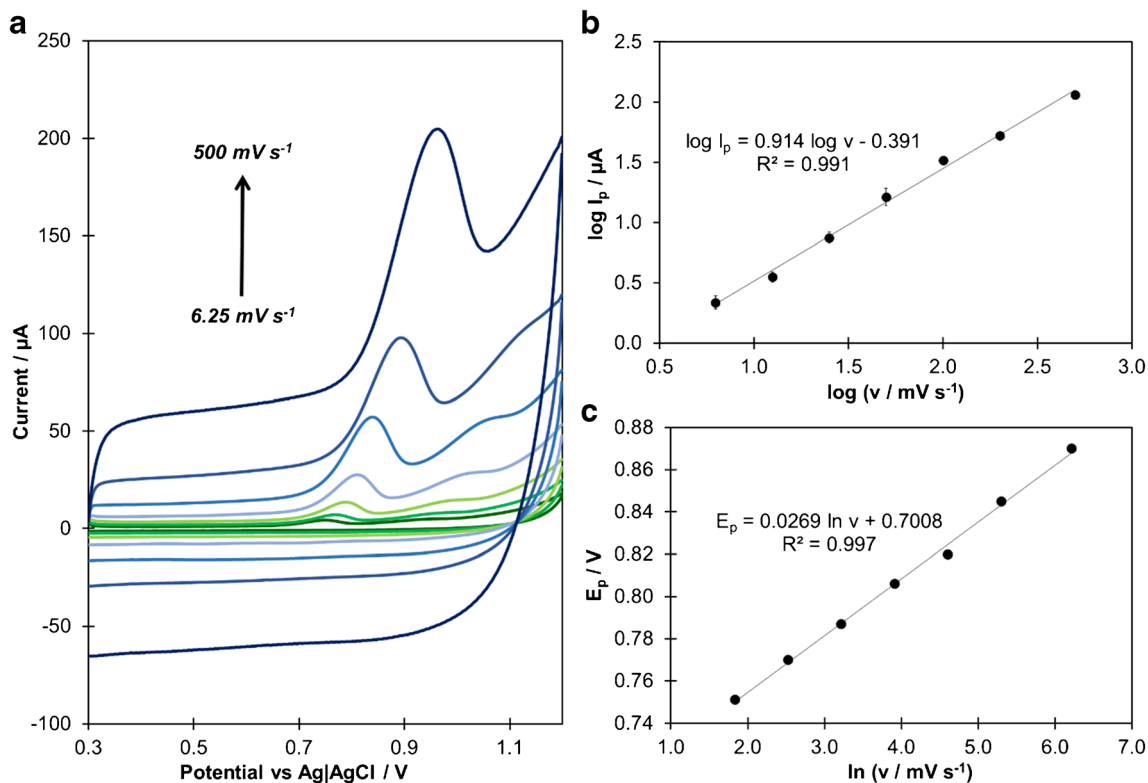 a
250
200
150
100
50
0
-50
-100
Current / µA
500 mV s⁻¹
6.25 mV s⁻¹
0.3 0.5 0.7 0.9 1.1
Potential vs Ag|AgCl / V
b
2.5
2.0
1.5
1.0
0.5
0.0
log Iₚ / µA
log Iₚ = 0.914 log v - 0.391
R² = 0.991
0.5 1.0 1.5 2.0 2.5 3.0
log (v / mV s⁻¹)
c
0.88
0.86
0.84
0.82
0.80
0.78
0.76
0.74
Eₚ / V
Eₚ = 0.0269 ln v + 0.7008
R² = 0.997
1.0 2.0 3.0 4.0 5.0 6.0 7.0
ln (v / mV s⁻¹)